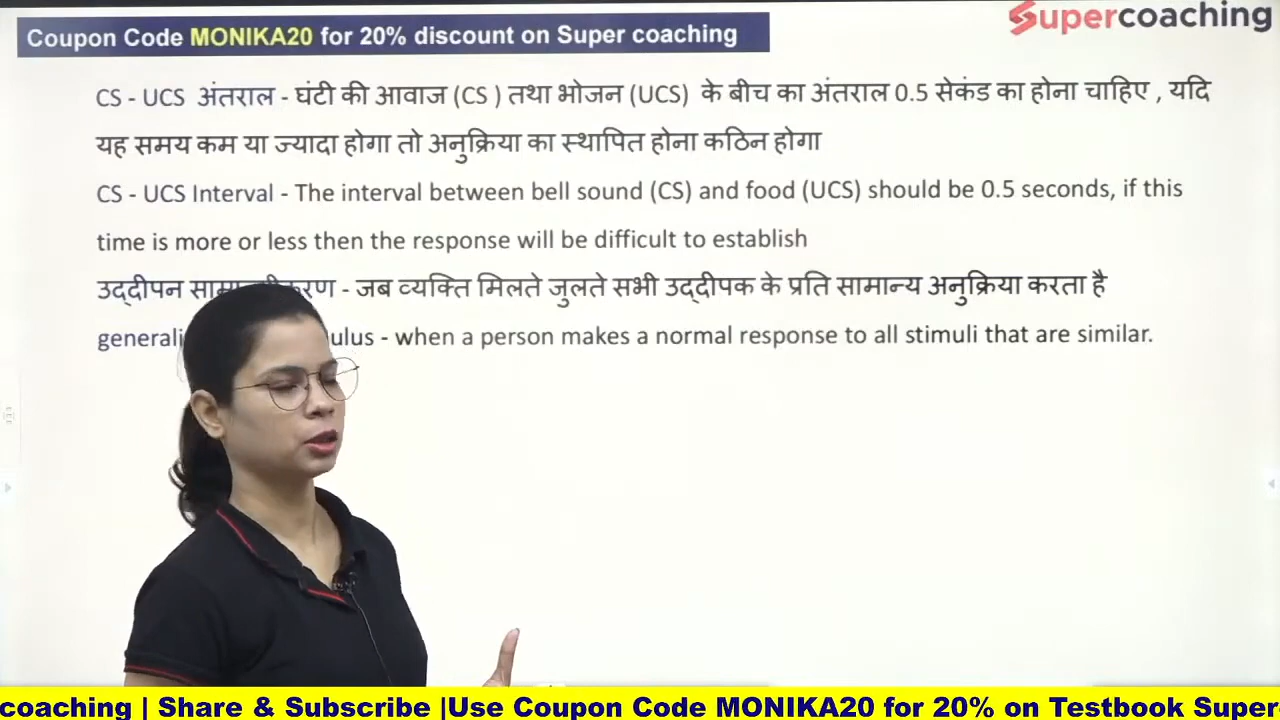 Coupon Code MONIKA20 for 20% discount on Super coaching
Supercoaching
CS - UCS अंतराल - घंटी की आवाज (CS ) तथा भोजन (UCS) के बीच का अंतराल 0.5 सेकंड का होना चाहिए , यदि
यह समय कम या ज्यादा होगा तो अनुक्रिया का स्थापित होना कठिन होगा
CS - UCS Interval - The interval between bell sound (CS) and food (UCS) should be 0.5 seconds, if this
time is more or less then the response will be difficult to establish
उद्दीपन - जब व्यक्ति मिलते जुलते सभी उद्दीपक के प्रति सामान्य अनुक्रिया करता है
- when a person makes a normal response to all stimuli that are similar.
coaching | Share & Subscribe |Use Coupon Code MONIKA20 for 20% on Testbook Super